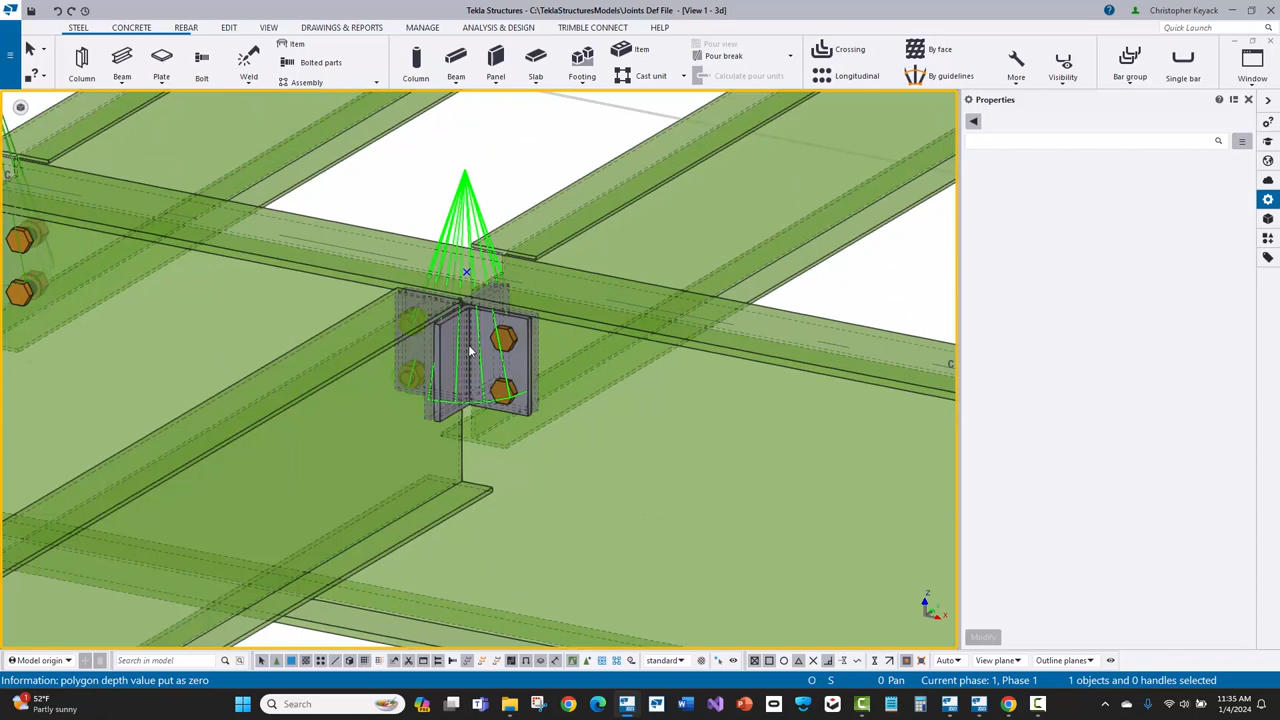 Tekla Structures - C:\TeklaStructuresModels\Joints Def File - [View 1 - 3d]
Christopher Keyack
STEEL CONCRETE REBAR EDIT VIEW DRAWINGS & REPORTS MANAGE ANALYSIS & DESIGN TRIMBLE CONNECT HELP
Quick Launch
Column Beam Plate Bolt Weld
Item
Bolted parts
Assembly
Column Beam Panel Slab Footing
Item
Cast unit
Pour view
Pour break
Calculate pour units
Crossing
Longitudinal
By face
By guidelines
More Visibility Bar group Single bar Window
Properties
C
C
Z
X
Modify
Model origin Search in model standard Auto View plane Outline planes
Information: polygon depth value put as zero
O S 0 Pan Current phase: 1, Phase 1 1 objects and 0 handles selected
1
52°F
Partly sunny
Search
11:35 AM
1/4/2024